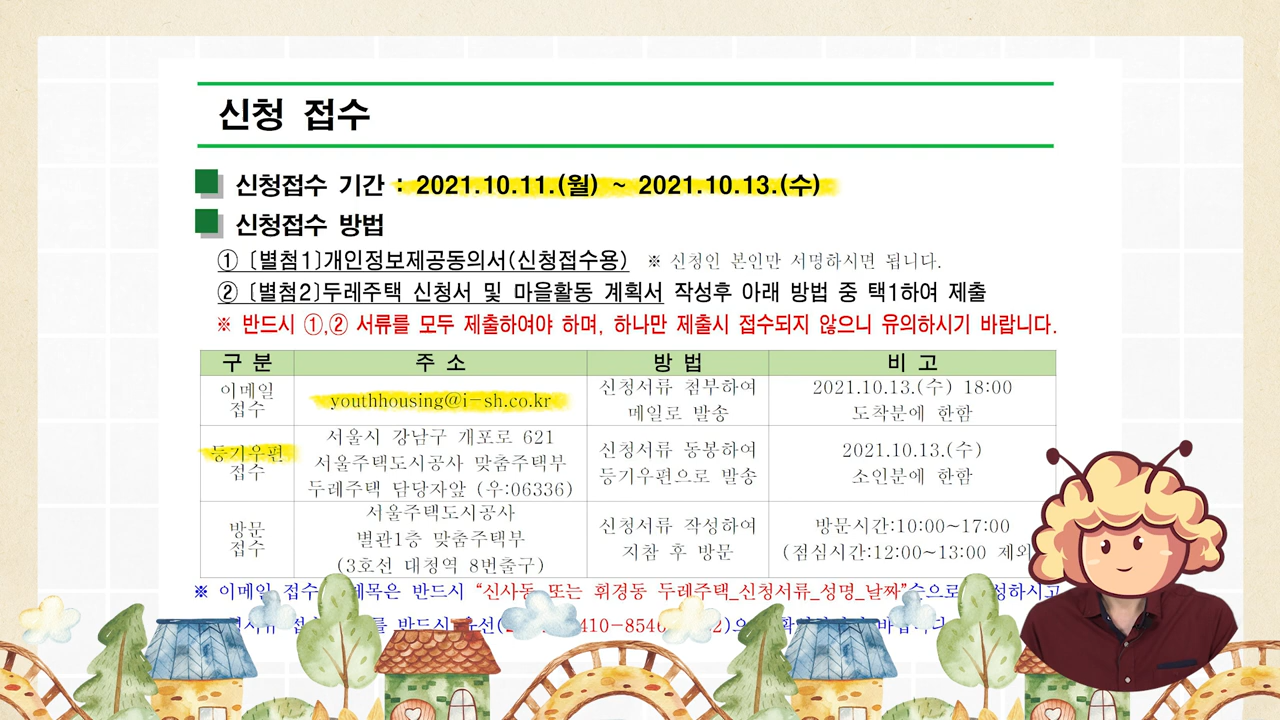 신청 접수
신청접수 기간 : 2021.10.11.(월) ~ 2021.10.13.(수)
신청접수 방법
① [별첨1]개인정보제공동의서(신청접수용) ※ 신청인 본인만 서명하시면 됩니다.
② [별첨2]두레주택 신청서 및 마을활동 계획서 작성후 아래 방법 중 택1하여 제출
※ 반드시 ①,② 서류를 모두 제출하여야 하며, 하나만 제출시 접수되지 않으니 유의하시기 바랍니다.
구 분 주 소 방 법 비 고
이메일
접수
youthhousing@i-sh.co.kr
신청서류 첨부하여
메일로 발송
2021.10.13.(수) 18:00
도착분에 한함
등기우편
접수
서울시 강남구 개포로 621
서울주택도시공사 맞춤주택부
두레주택 담당자앞 (우:06336)
신청서류 동봉하여
등기우편으로 발송
2021.10.13.(수)
소인분에 한함
방문
접수
서울주택도시공사
별관1층 맞춤주택부
(3호선 대청역 8번출구)
신청서류 작성하여
지참 후 방문
방문시간:10:00~17:00
(점심시간:12:00~13:00 제외
※ 이메일 접수 제목은 반드시 "신사동 또는 휘경동 두레주택_신청서류_성명_날짜"순으로
반드시 410-854